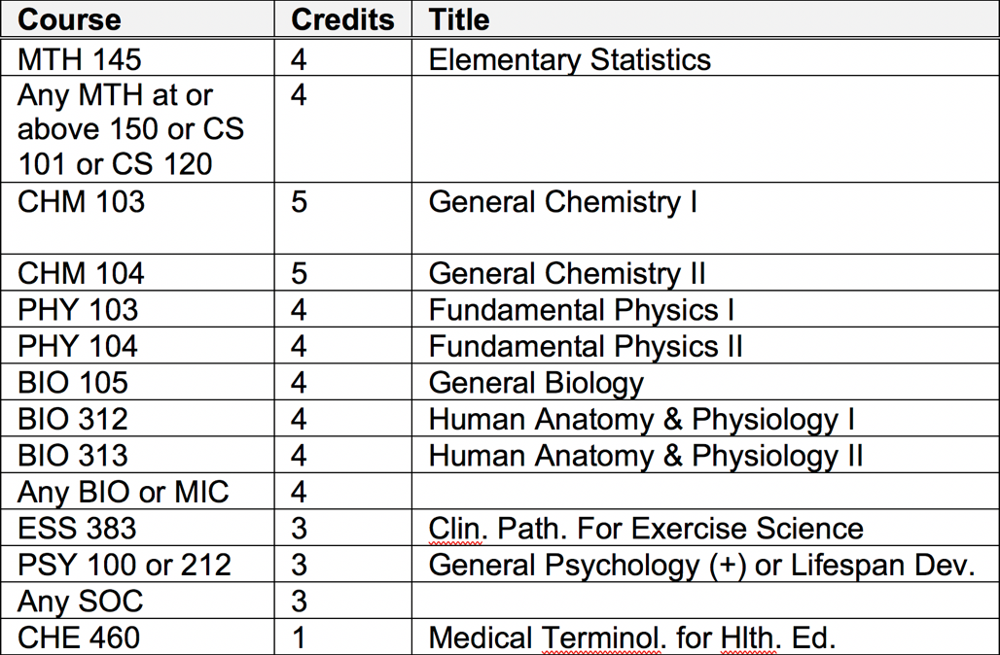 Course Credits Title
MTH 145 4 Elementary Statistics
Any MTH at or 4
above 150 or CS
101 or CS 120
CHM 103 5 General Chemistry I
CHM 104 5 General Chemistry II
PHY 103 4 Fundamental Physics I
PHY 104 4 Fundamental Physics II
BIO 105 4 General Biology
BIO 312 4 Human Anatomy & Physiology I
BIO 313 4 Human Anatomy & Physiology II
Any BIO or MIC 4
ESS 383 3 Clin. Path. For Exercise Science
PSY 100 or 212 3 General Psychology (+) or Lifespan Dev.
Any SOC 3
CHE 460 1 Medical Terminol. for Hlth. Ed.